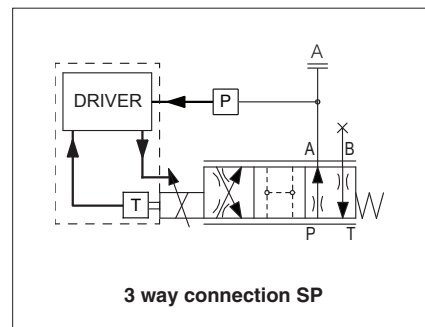 A
DRIVER
P
A B
T
P T
3 way connection SP